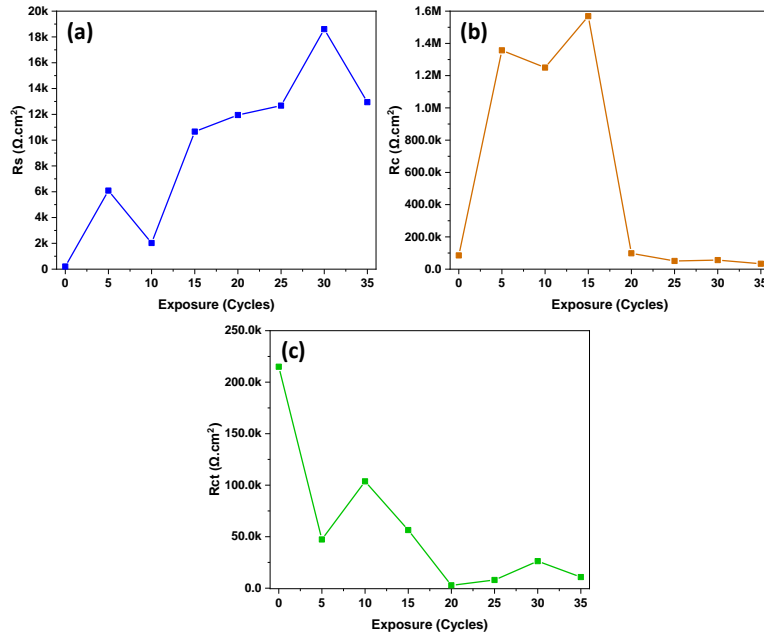 (a)
Rs (Ω.cm²)
20k
18k
16k
14k
12k
10k
8k
6k
4k
2k
0
0 5 10 15 20 25 30 35
Exposure (Cycles)
(b)
Rc (Ω.cm²)
1.6M
1.4M
1.2M
1.0M
800.0k
600.0k
400.0k
200.0k
0.0
0 5 10 15 20 25 30 35
Exposure (Cycles)
(c)
Rct (Ω.cm²)
250.0k
200.0k
150.0k
100.0k
50.0k
0.0
0 5 10 15 20 25 30 35
Exposure (Cycles)